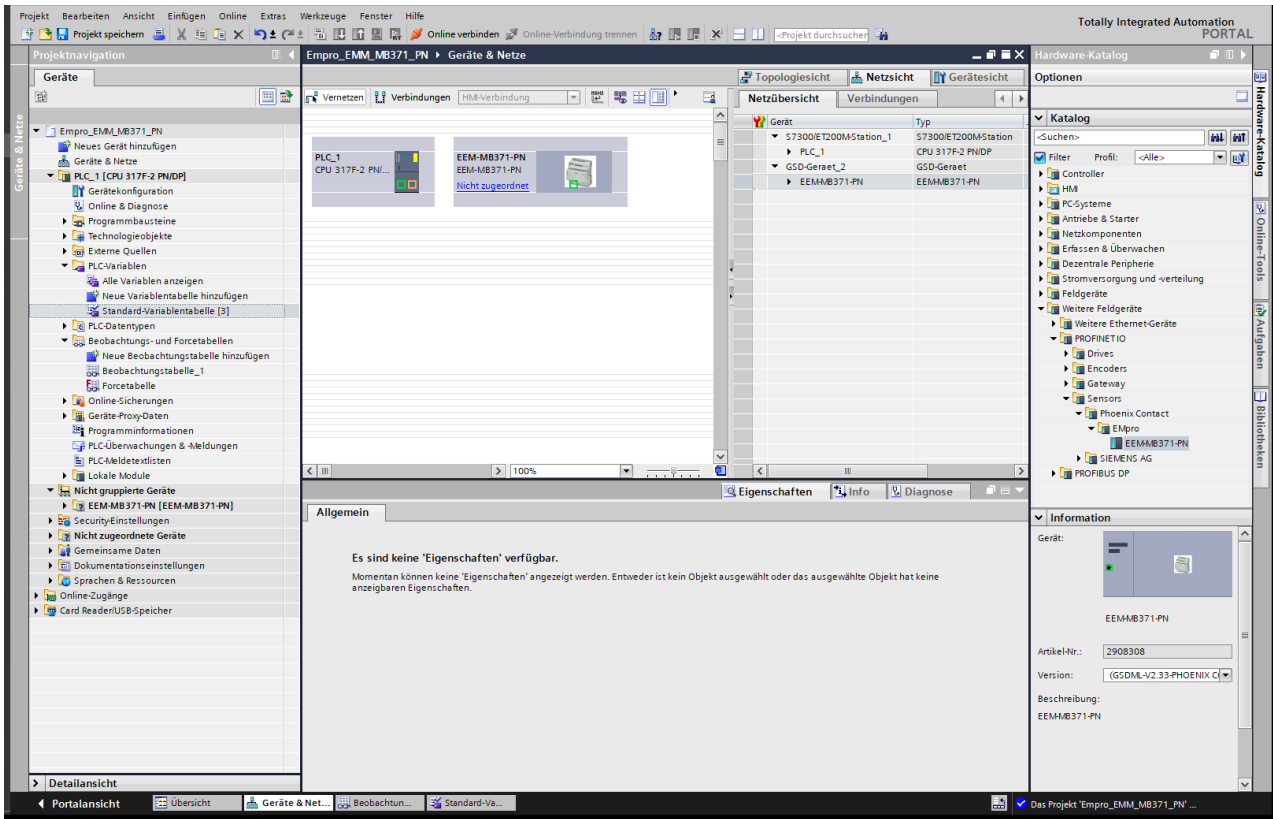 Projekt Bearbeiten Ansicht Einfügen Online Extras Werkzeuge Fenster Hilfe
Totally Integrated Automation
PORTAL
Projekt speichern Online verbinden Online-Verbindung trennen <Projekt durchsuchen
Projektnavigation
Geräte
Geräte & Netze
Empro_EMM_MB371_PN
Neues Gerät hinzufügen
Geräte & Netze
PLC_1 [CPU 317F-2 PN/DP]
Gerätekonfiguration
Online & Diagnose
Programmbausteine
Technologieobjekte
Externe Quellen
PLC-Variablen
Alle Variablen anzeigen
Neue Variablentabelle hinzufügen
Standard-Variablentabelle [3]
PLC-Datentypen
Beobachtungs- und Forcetabellen
Neue Beobachtungstabelle hinzufügen
Beobachtungstabelle_1
Forcetabelle
Online-Sicherungen
Geräte-Proxy-Daten
Programminformationen
PLC-Überwachungen & -Meldungen
PLC-Meldetextlisten
Lokale Module
Nicht gruppierte Geräte
EEM-MB371-PN [EEM-MB371-PN]
Security-Einstellungen
Nicht zugeordnete Geräte
Gemeinsame Daten
Dokumentationseinstellungen
Sprachen & Ressourcen
Online-Zugänge
Card Reader/USB-Speicher
Detailansicht
Empro_EMM_MB371_PN Geräte & Netze
Topologiesicht Netzsicht Gerätesicht
Vernetzen Verbindungen HMI-Verbindung
PLC_1
CPU 317F-2 PN/...
EEM-MB371-PN
EEM-MB371-PN
Nicht zugeordnet
100%
Netzübersicht Verbindungen
Gerät Typ
S7300/ET200M-Station_1 S7300/ET200M-Station
PLC_1 CPU 317F-2 PN/DP
GSD-Geraet_2 GSD-Geraet
EEM-MB371-PN EEM-MB371-PN
Eigenschaften Info Diagnose
Allgemein
Es sind keine 'Eigenschaften' verfügbar.
Momentan können keine 'Eigenschaften' angezeigt werden. Entweder ist kein Objekt ausgewählt oder das ausgewählte Objekt hat keine
anzeigbaren Eigenschaften.
Hardware-Katalog
Optionen
Katalog
<Suchen>
Filter Profil: <Alle>
Controller
HMI
PC-Systeme
Antriebe & Starter
Netzkomponenten
Erfassen & Überwachen
Dezentrale Peripherie
Stromversorgung und -verteilung
Feldgeräte
Weitere Feldgeräte
Weitere Ethernet-Geräte
PROFINET IO
Drives
Encoders
Gateway
Sensors
Phoenix Contact
EMpro
EEM-MB371-PN
SIEMENS AG
PROFIBUS DP
Information
Gerät:
EEM-MB371-PN
Artikel-Nr.: 2908308
Version: (GSDML-V2.33-PHOENIX C
Beschreibung:
EEM-MB371-PN
Hardware-Katalog
Online-Tools
Aufgaben
Bibliotheken
Portalansicht Übersicht Geräte & Net... Beobachtun... Standard-Va...
Das Projekt 'Empro_EMM_MB371_PN' ...